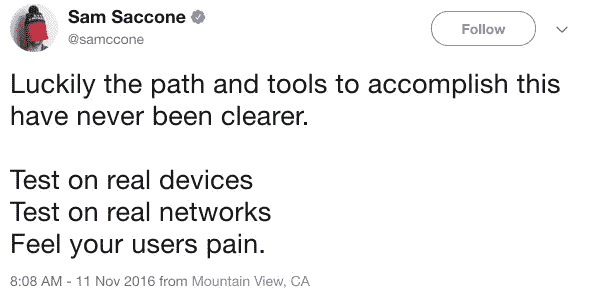 Sam Saccone
@samccone
Follow
Luckily the path and tools to accomplish this
have never been clearer.
Test on real devices
Test on real networks
Feel your users pain.
8:08 AM - 11 Nov 2016 from Mountain View, CA